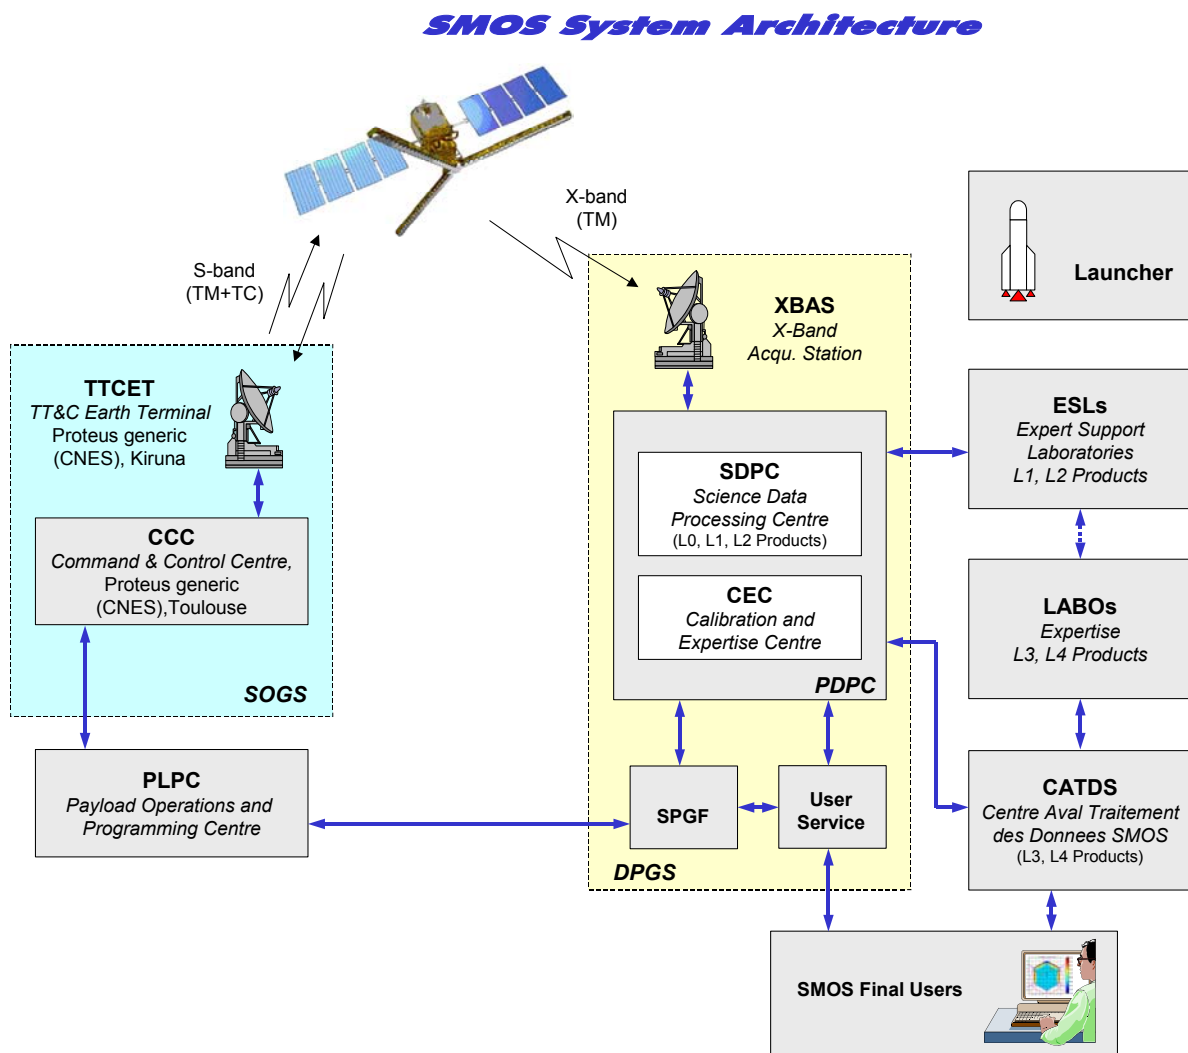 SMOS System Architecture
X-band
(TM)
S-band
(TM+TC)
Launcher
XBAS
X-Band
Acqu. Station
TTCET
TT&C Earth Terminal
Proteus generic
(CNES), Kiruna
CCC
Command & Control Centre,
Proteus generic
(CNES),Toulouse
SOGS
PLPC
Payload Operations and
Programming Centre
SDPC
Science Data
Processing Centre
(L0, L1, L2 Products)
CEC
Calibration and
Expertise Centre
PDPC
SPGF
User
Service
DPGS
ESLs
Expert Support
Laboratories
L1, L2 Products
LABOs
Expertise
L3, L4 Products
CATDS
Centre Aval Traitement
des Donnees SMOS
(L3, L4 Products)
SMOS Final Users